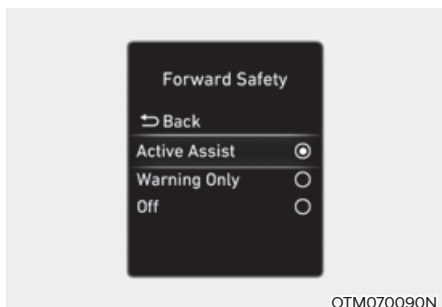 Forward Safety
Back
Active Assist
Warning Only
Off
OTM070090N